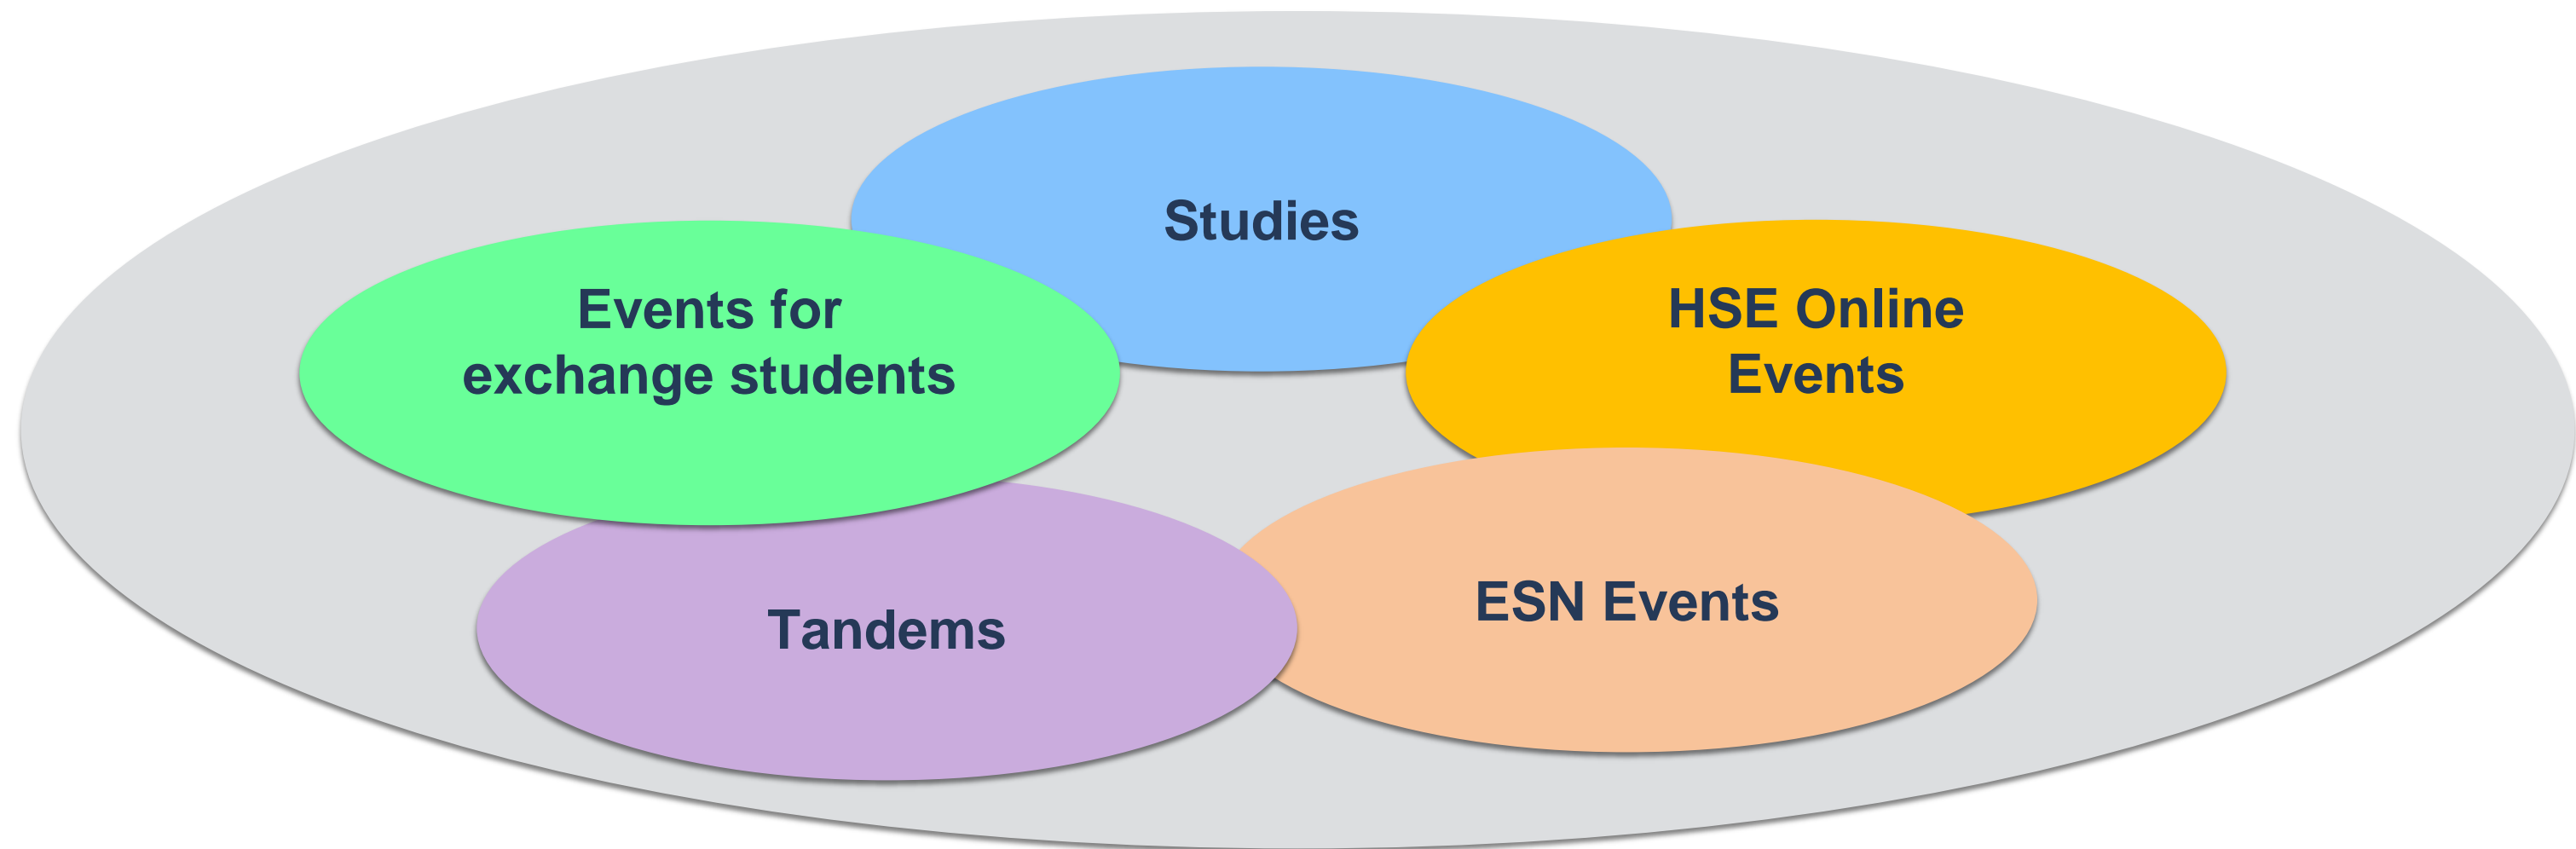 Studies
Events for
exchange students
HSE Online
Events
Tandems
ESN Events